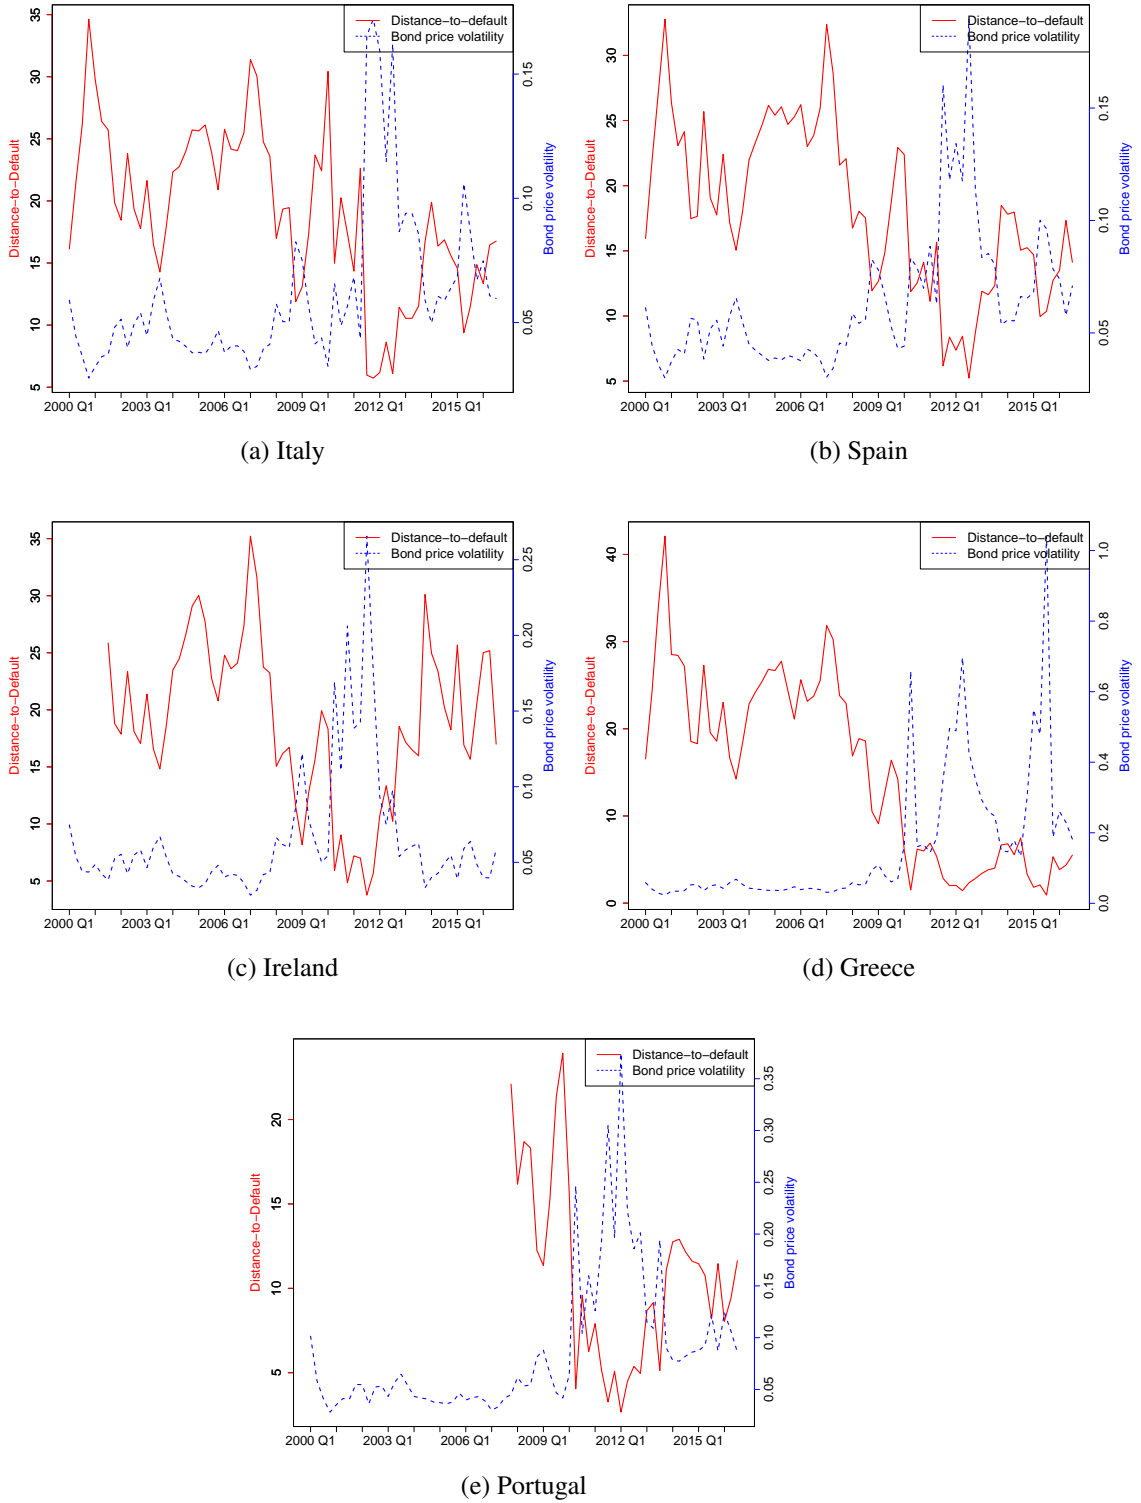 Distance−to−default
Bond price volatility
35
30
25
20
15
10
5
Distance−to−Default
0.15
0.10
0.05
Bond price volatility
2000 Q1 2003 Q1 2006 Q1 2009 Q1 2012 Q1 2015 Q1
(a) Italy
Distance−to−default
Bond price volatility
30
25
20
15
10
5
Distance−to−Default
0.15
0.10
0.05
Bond price volatility
2000 Q1 2003 Q1 2006 Q1 2009 Q1 2012 Q1 2015 Q1
(b) Spain
Distance−to−default
Bond price volatility
35
30
25
20
15
10
5
Distance−to−Default
0.25
0.20
0.15
0.10
0.05
Bond price volatility
2000 Q1 2003 Q1 2006 Q1 2009 Q1 2012 Q1 2015 Q1
(c) Ireland
Distance−to−default
Bond price volatility
40
30
20
10
0
Distance−to−Default
1.0
0.8
0.6
0.4
0.2
0.0
Bond price volatility
2000 Q1 2003 Q1 2006 Q1 2009 Q1 2012 Q1 2015 Q1
(d) Greece
Distance−to−default
Bond price volatility
20
15
10
5
Distance−to−Default
0.35
0.30
0.25
0.20
0.15
0.10
0.05
Bond price volatility
2000 Q1 2003 Q1 2006 Q1 2009 Q1 2012 Q1 2015 Q1
(e) Portugal